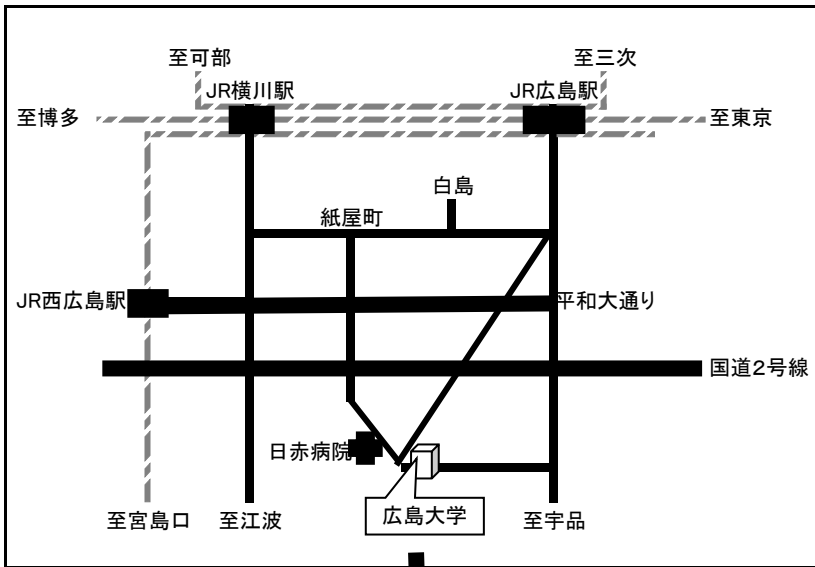 至可部
至三次
JR横川駅
JR広島駅
至博多
至東京
白島
紙屋町
JR西広島駅
平和大通り
国道2号線
日赤病院
広島大学
至宮島口
至江波
至宇品